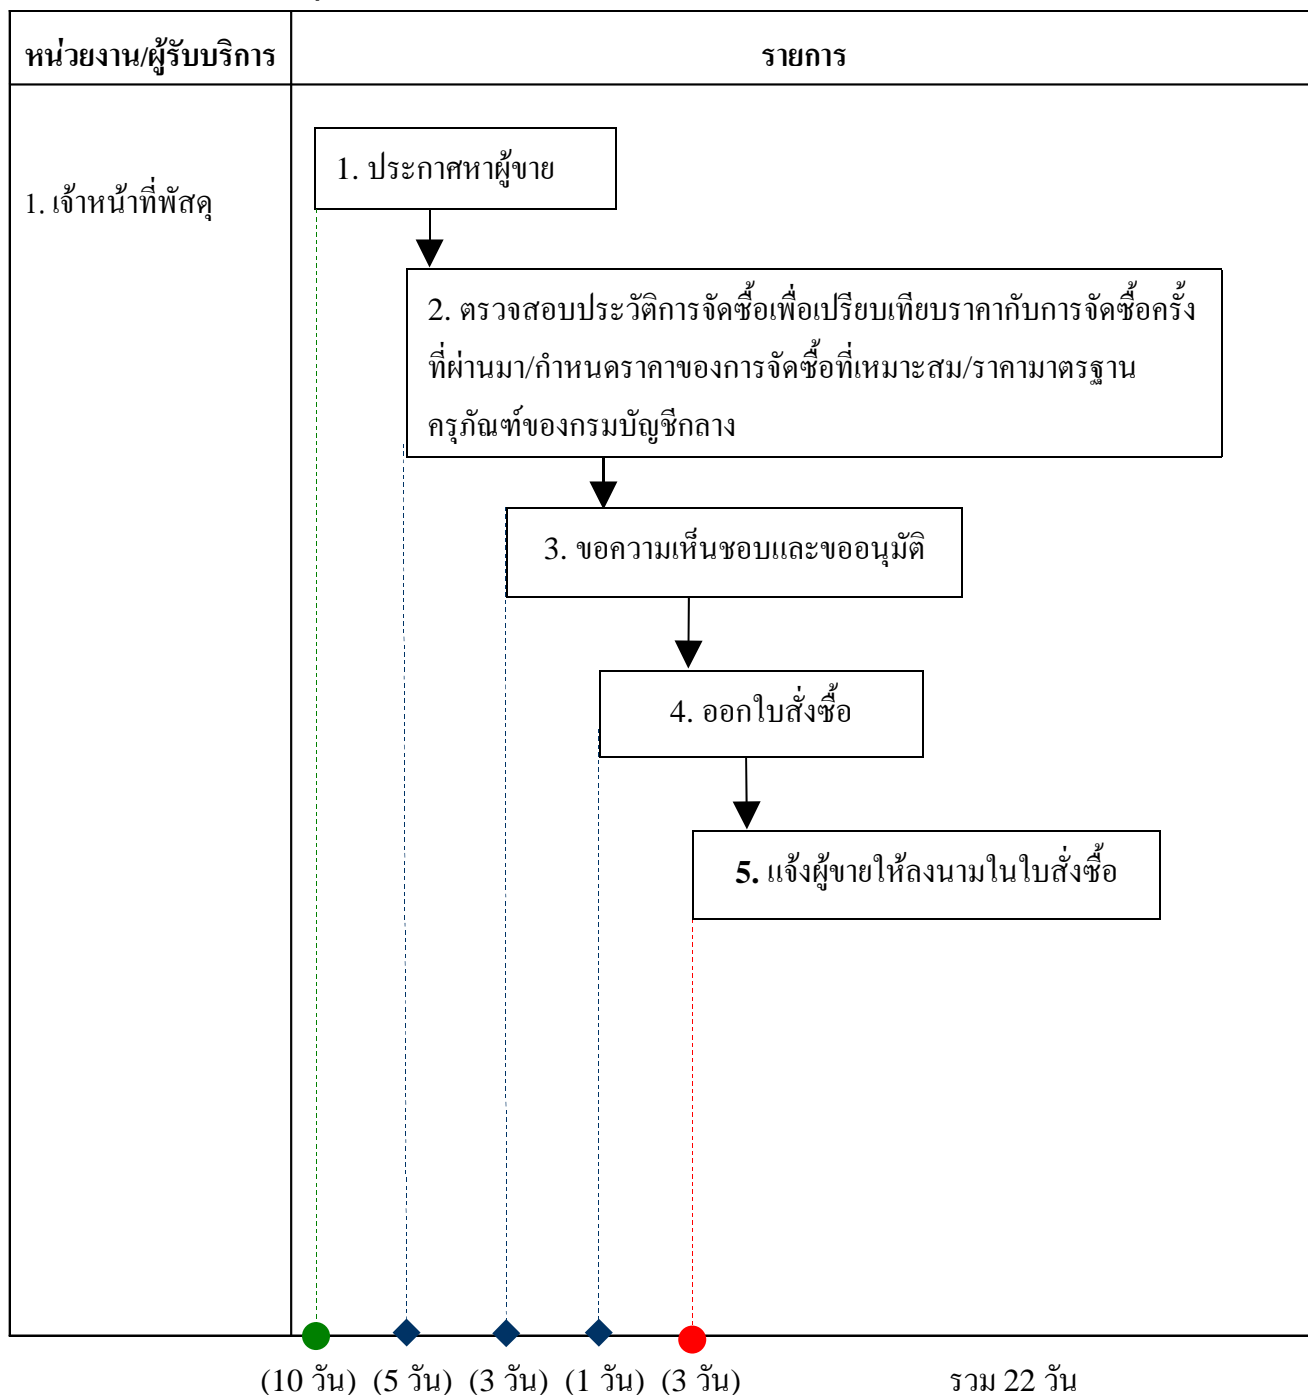 หน่วยงาน/ผู้รับบริการ
รายการ
1. เจ้าหน้าที่พัสดุ
1. ประกาศหาผู้ขาย
2. ตรวจสอบประวัติการจัดซื้อเพื่อเปรียบเทียบราคากับการจัดซื้อครั้ง
ที่ผ่านมา/กำหนดราคาของการจัดซื้อที่เหมาะสม/ราคามาตรฐาน
ครุภัณฑ์ของกรมบัญชีกลาง
3. ขอความเห็นชอบและขออนุมัติ
4. ออกใบสั่งซื้อ
5. แจ้งผู้ขายให้ลงนามในใบสั่งซื้อ
(10 วัน) (5 วัน) (3 วัน) (1 วัน) (3 วัน) รวม 22 วัน